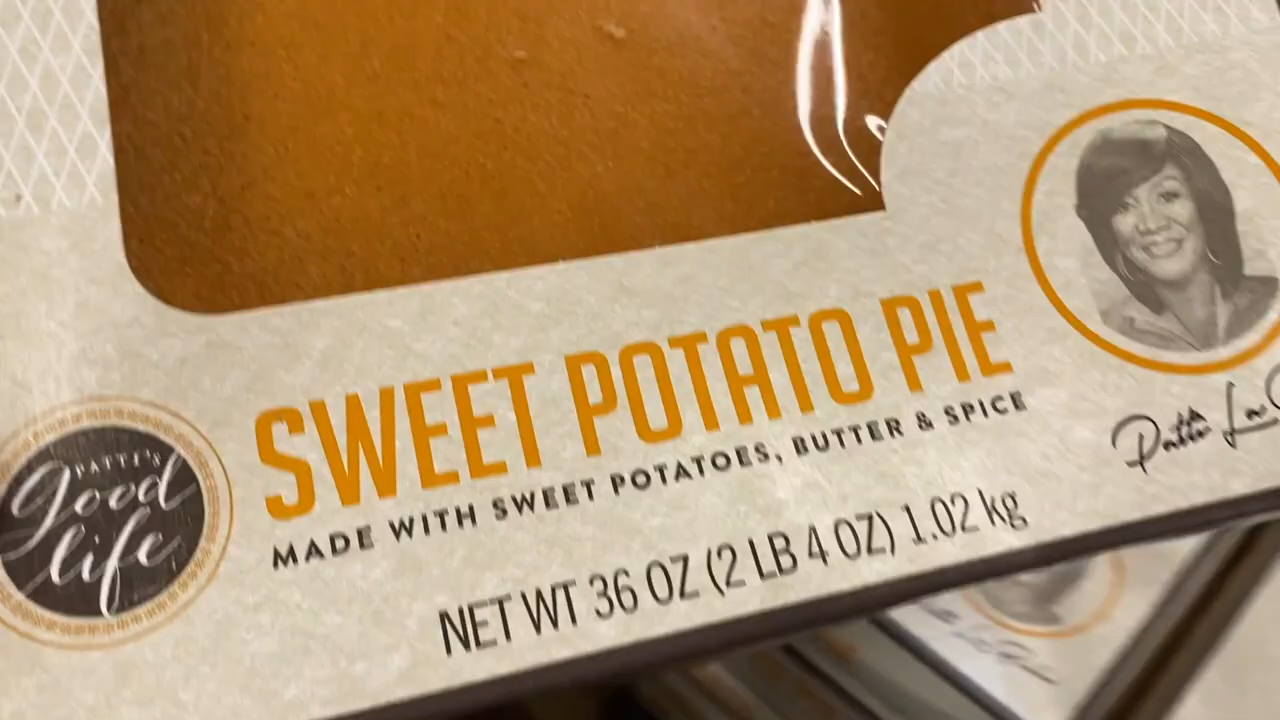 SWEET POTATO PIE
MADE WITH SWEET POTATOES, BUTTER & SPICE
NET WT 36 OZ (2 LB 4 OZ) 1.02 kg
PATTI'S
Good
life
Patti